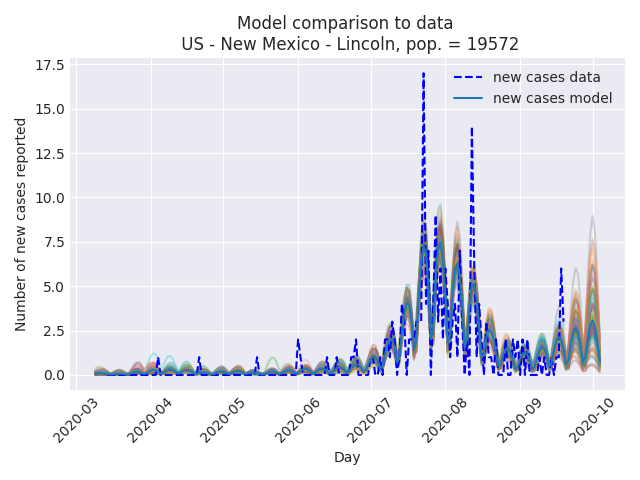 Model comparison to data
US - New Mexico - Lincoln, pop. = 19572
new cases data
new cases model
Number of new cases reported
17.5
15.0
12.5
10.0
7.5
5.0
2.5
0.0
2020-03
2020-04
2020-05
2020-06
2020-07
2020-08
2020-09
2020-10
Day